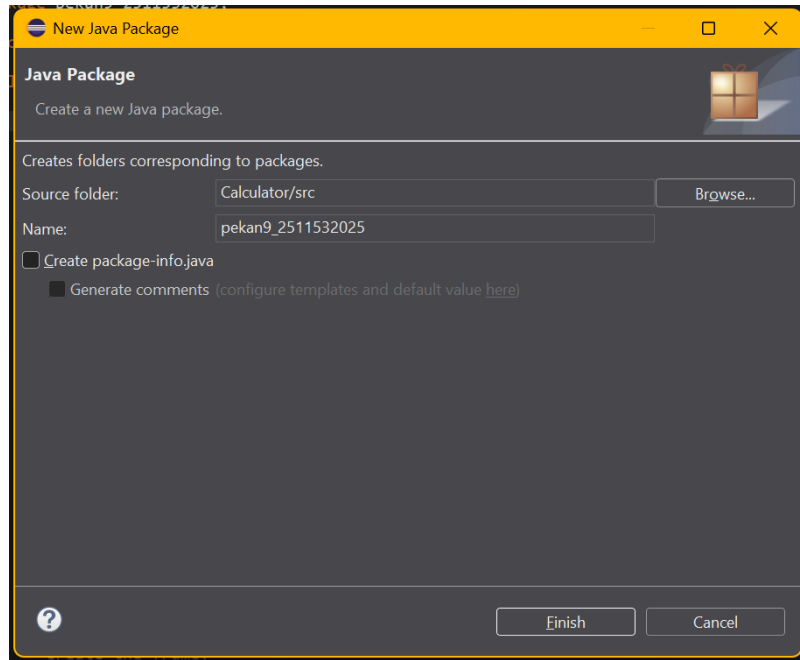 pekan9_2511532025;
New Java Package
Java Package
Create a new Java package.
Creates folders corresponding to packages.
Source folder: Calculator/src Browse...
Name: pekan9_2511532025
Create package-info.java
Generate comments (configure templates and default value here)
?
Finish Cancel